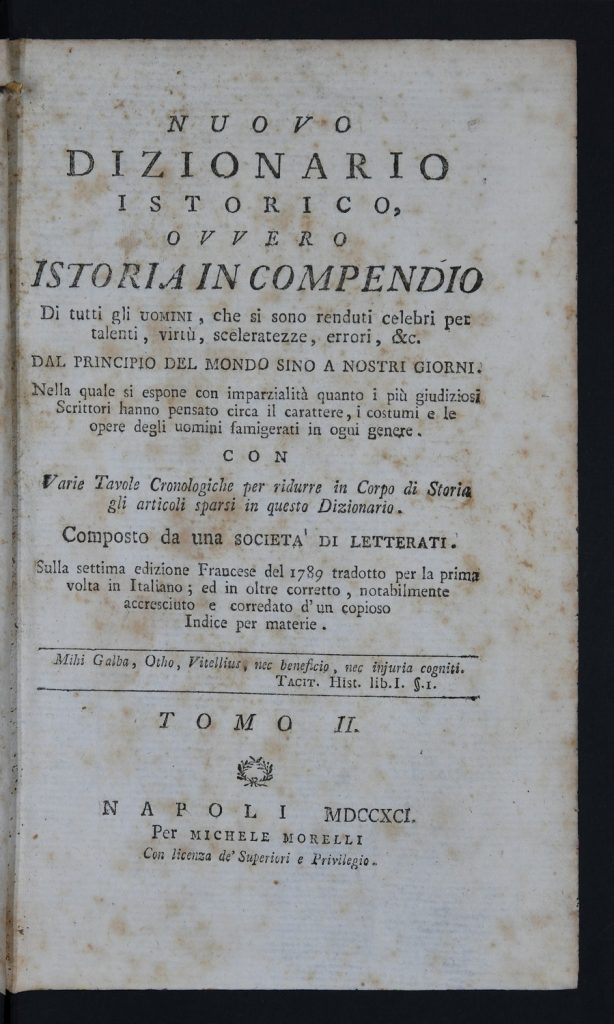 NUOVO
DIZIONARIO
ISTORICO,
OVVERO
ISTORIA IN COMPENDIO
Di tutti gli UOMINI, che si sono renduti celebri per
talenti, virtù, sceleratezze, errori, &c.
DAL PRINCIPIO DEL MONDO SINO A NOSTRI GIORNI.
Nella quale si espone con imparzialità quanto i più giudiziosi
Scrittori hanno pensato circa il carattere, i costumi e le
opere degli uomini famigerati in ogni genere.
CON
Varie Tavole Cronologiche per ridurre in Corpo di Storia
gli articoli sparsi in questo Dizionario.
Composto da una SOCIETA' DI LETTERATI.
Sulla settima edizione Francese del 1789 tradotto per la prima
volta in Italiano; ed in oltre corretto, notabilmente
accresciuto e corredato d'un copioso
Indice per materie.
Mihi Galba, Otho, Vitellius, nec beneficio, nec injuria cogniti.
TACIT. Hist. lib.I. §.1.
TOMO II.
NAPOLI MDCCXCI.
Per MICHELE MORELLI
Con licenza de' Superiori e Privilegio.